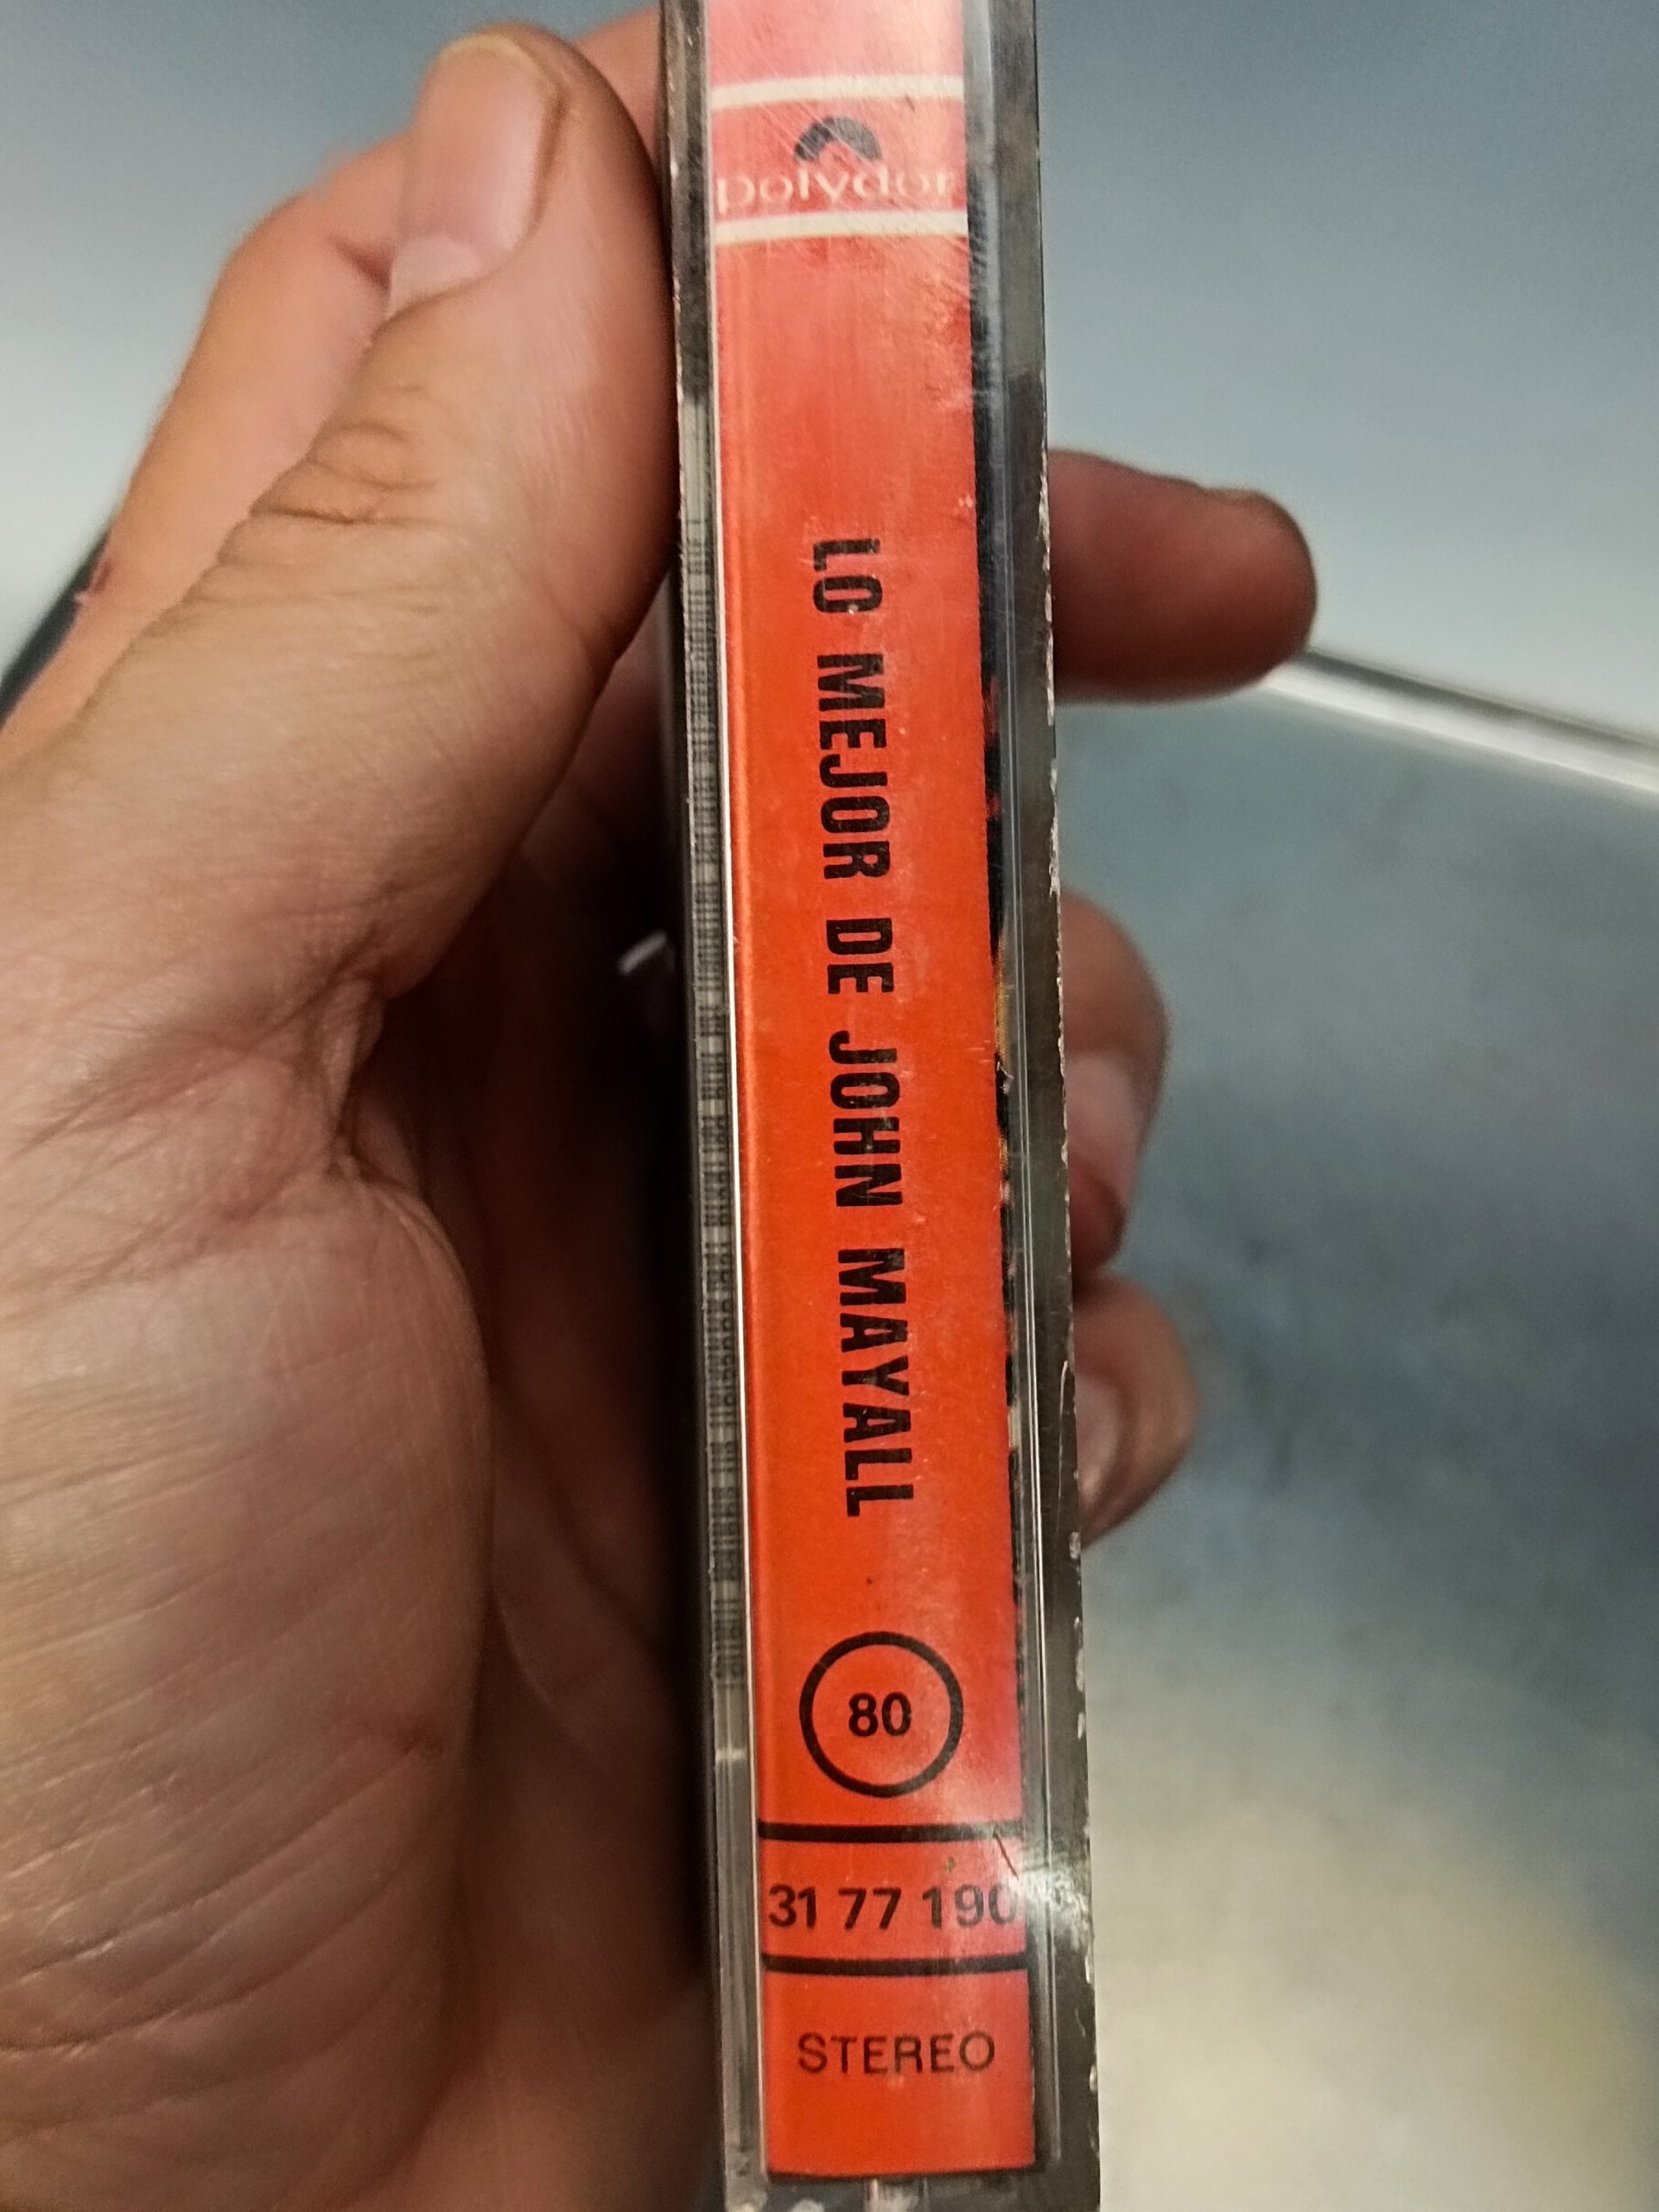 polydor
LO MEJOR DE JOHN MAYALL
80
31 77 190
STEREO